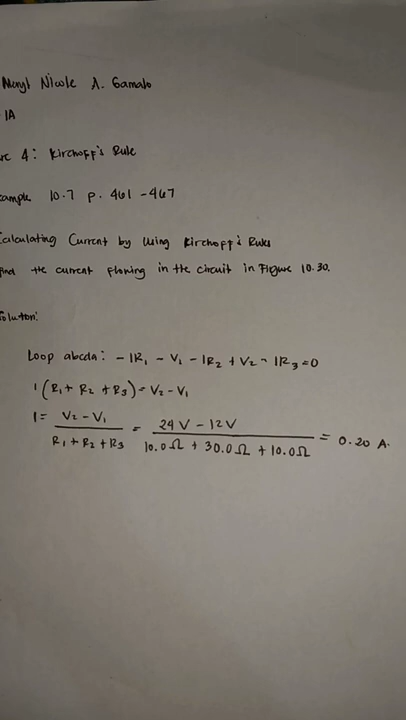 Nicole A. Gamalo
1A
4: Kirchoff's Rule
10.7 p. 461 - 467
Calculating Current by Using Kirchoff's Rules
the current flowing in the circuit in Figure 10.30.
Solution:
Loop abcda: - IR₁ - V₁ - IR₂ + V₂ - IR₃ = 0
I (R₁ + R₂ + R₃) = V₂ - V₁
I = V₂ - V₁ / R₁ + R₂ + R₃ = 24 V - 12 V / 10.0 Ω + 30.0 Ω + 10.0 Ω = 0.20 A.